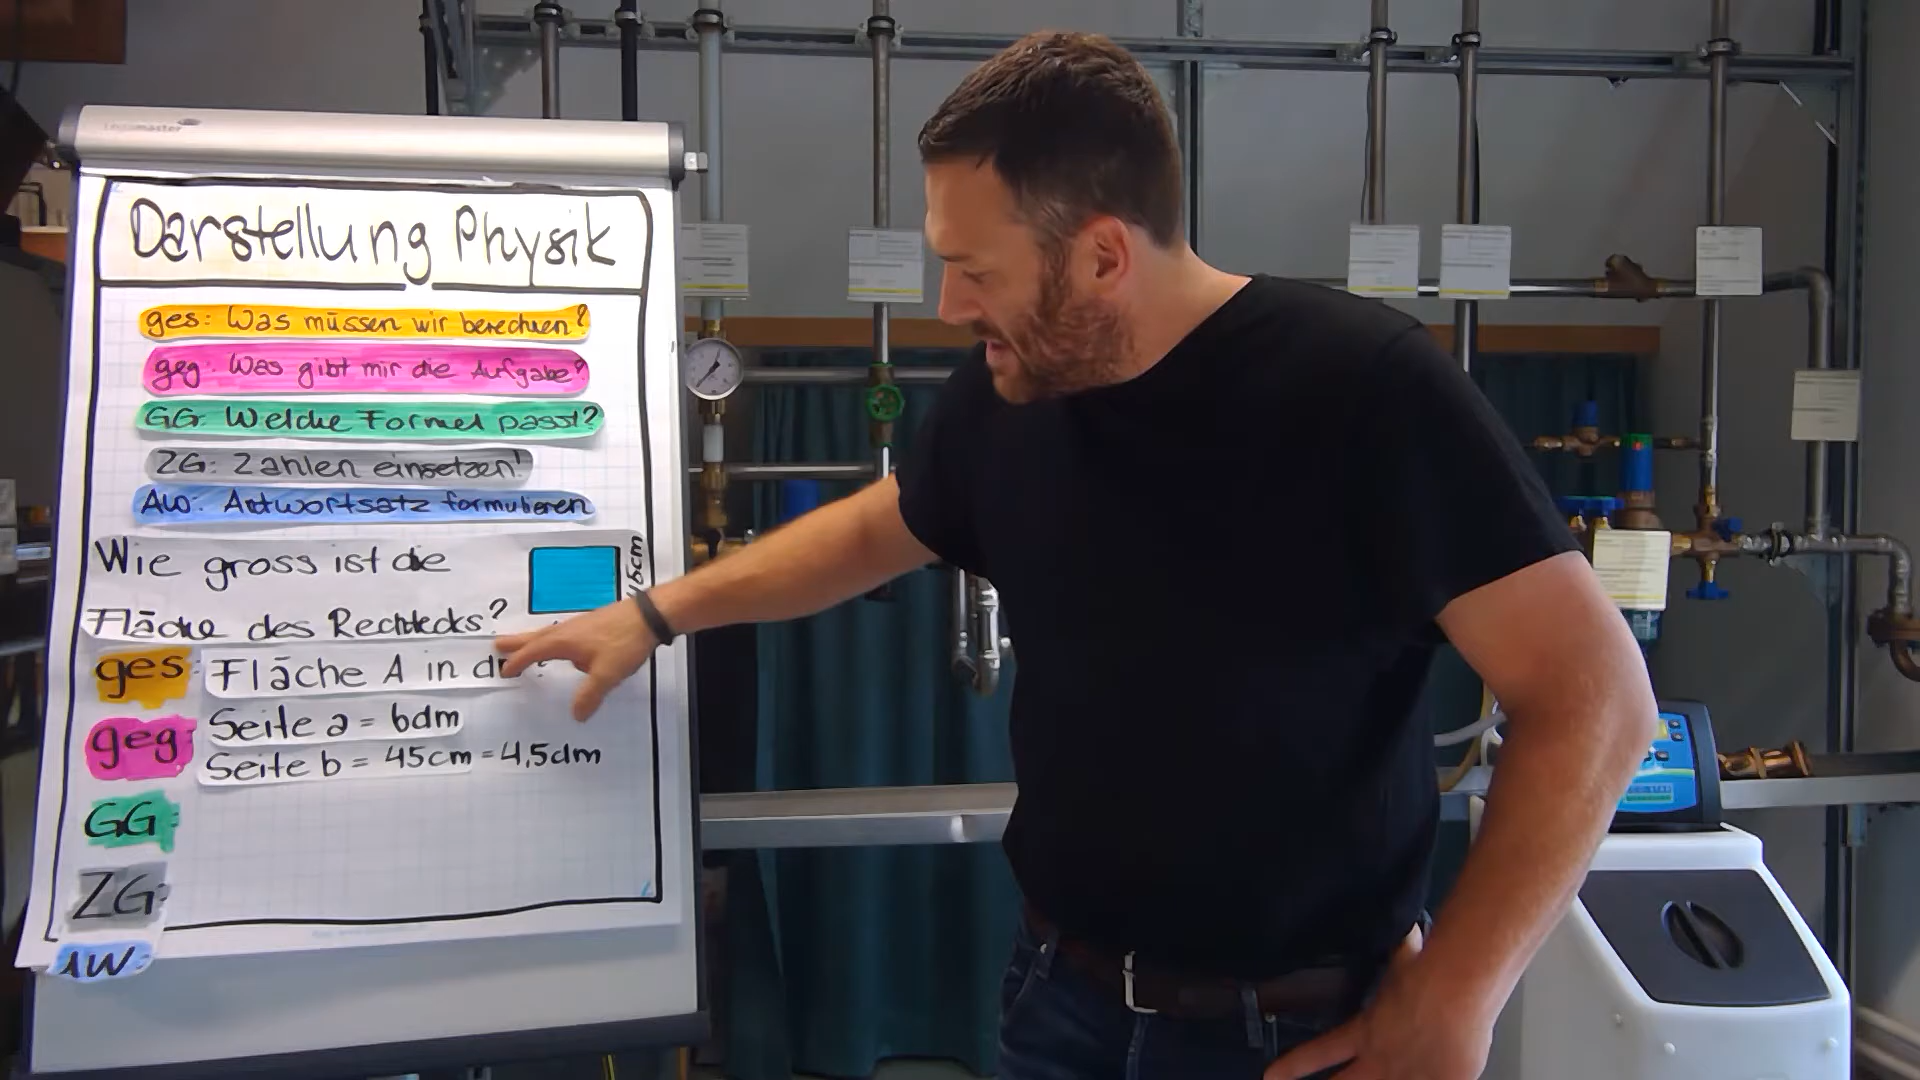 Darstellung Physik
ges: Was müssen wir berechnen?
geg: Was gibt mir die Aufgabe?
GG: Welche Formel passt?
ZG: Zahlen einsetzen!
AW: Antwortsatz formulieren
Wie gross ist die
Fläche des Rechtecks?
45cm
ges: Fläche A in
geg: Seite a = 6dm
Seite b = 45cm = 4,5dm
GG:
ZG:
AW: